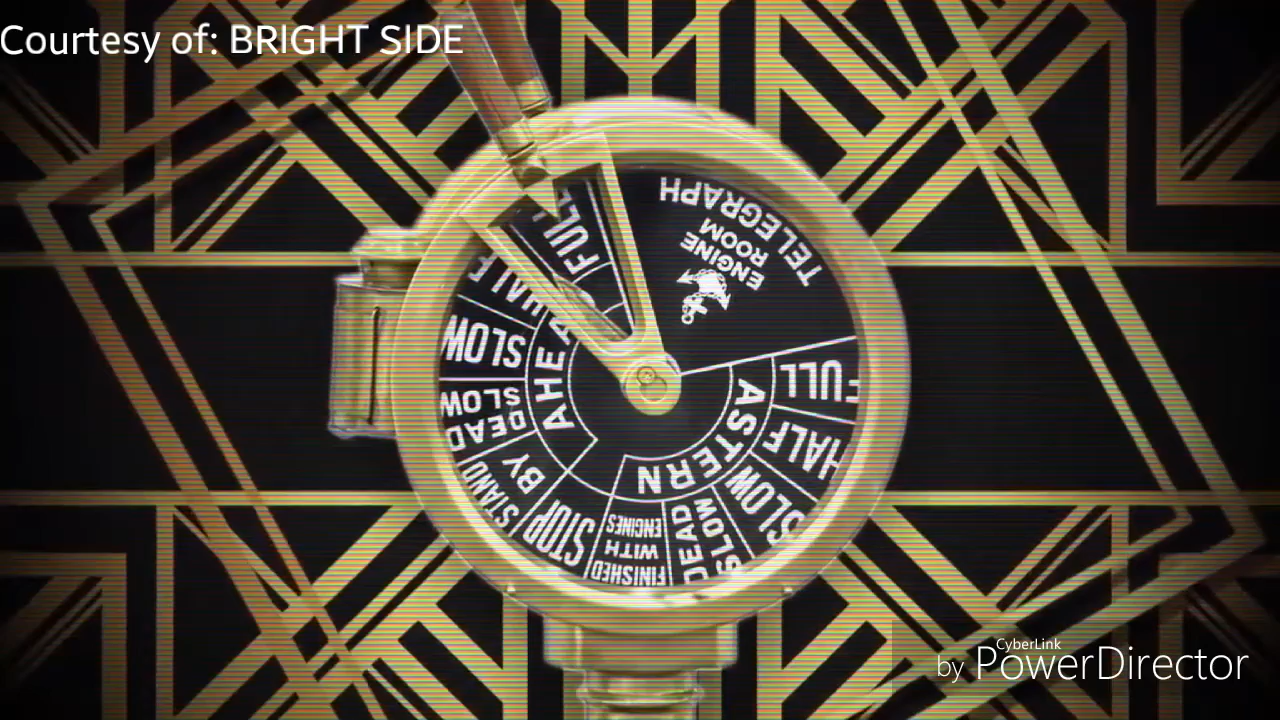 Courtesy of: BRIGHT SIDE
TELEGRAPH
ENGINE
ROOM
FULL
HALF
SLOW
DEAD
SLOW
STAND
BY
STOP
FINISHED
WITH
ENGINES
DEAD
SLOW
SLOW
HALF
FULL
AHEAD
ASTERN
CyberLink
by PowerDirector